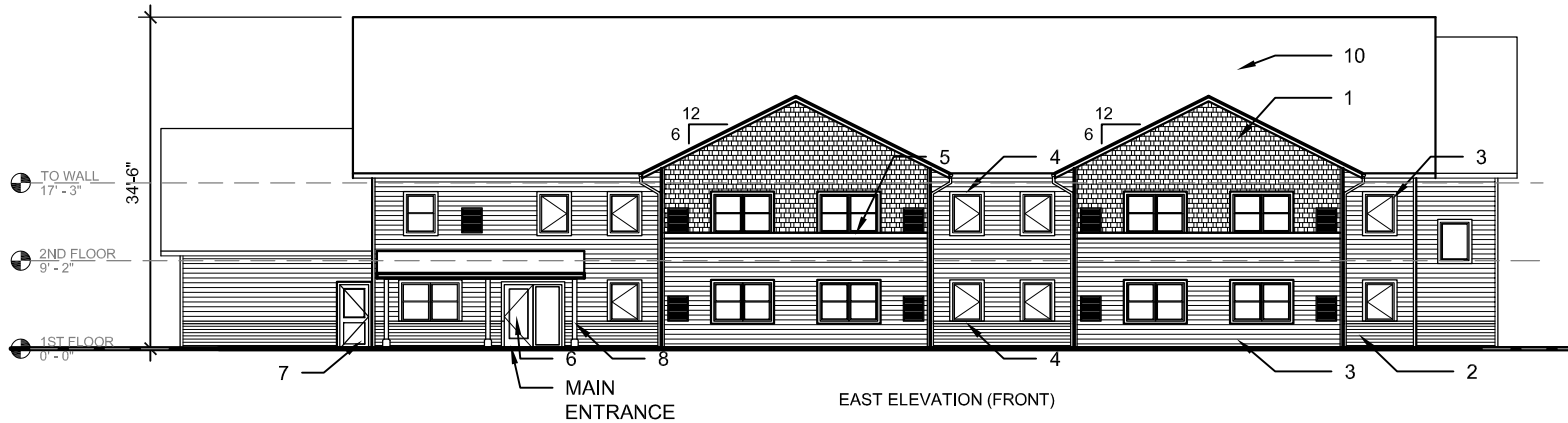 10
1
12
6
12
6
5
4
3
TO WALL
17' - 3"
34'-6"
2ND FLOOR
9' - 2"
1ST FLOOR
0' - 0"
7
6
8
4
3
2
MAIN
ENTRANCE
EAST ELEVATION (FRONT)